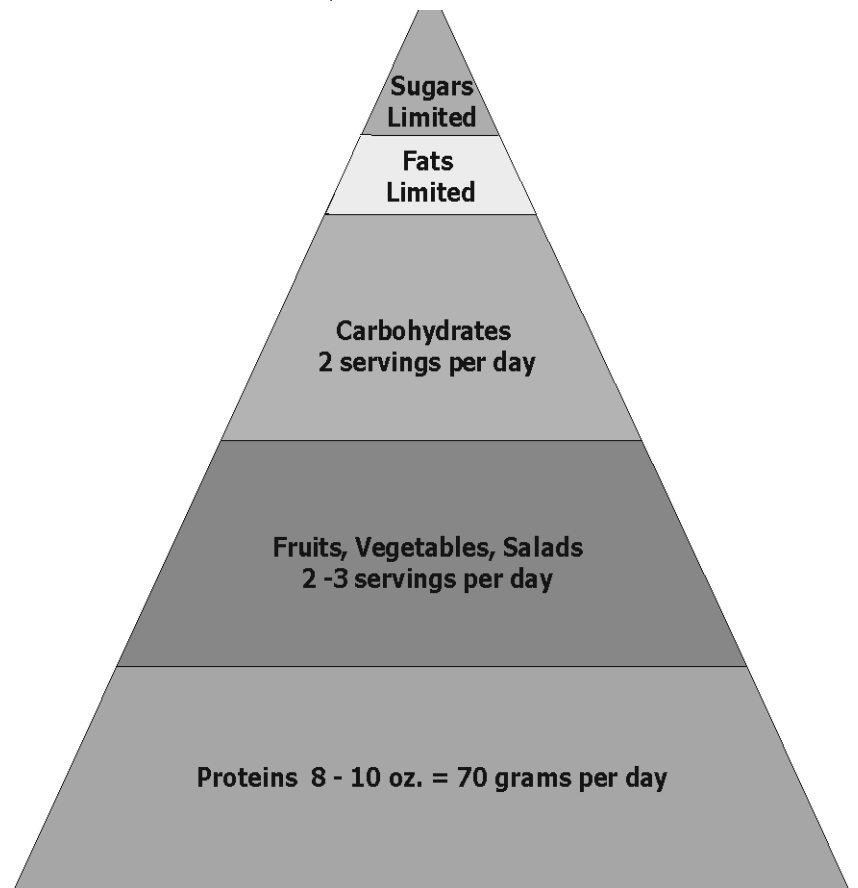 Sugars
Limited
Fats
Limited
Carbohydrates
2 servings per day
Fruits, Vegetables, Salads
2 -3 servings per day
Proteins 8 - 10 oz. = 70 grams per day